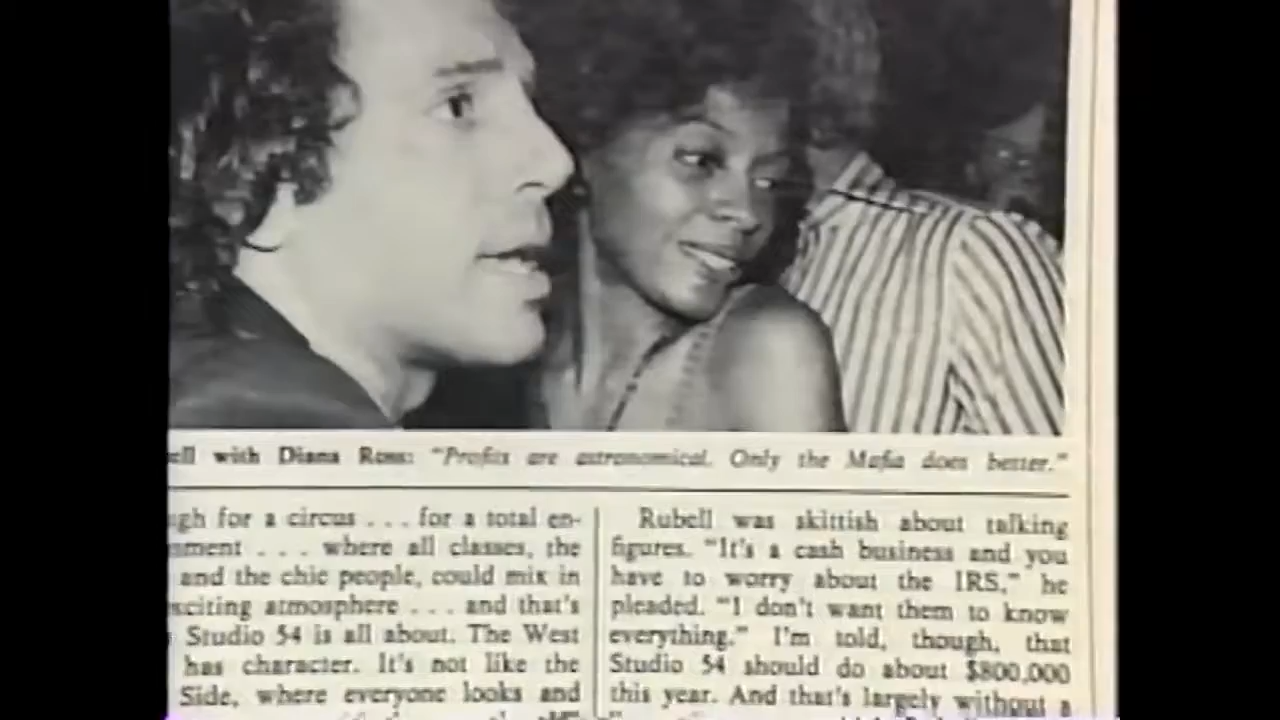 ell with Diana Ross: "Profits are astronomical. Only the Mafia does better."
gh for a circus . . . for a total en-
nment . . . where all classes, the
and the chic people, could mix in
xciting atmosphere . . . and that's
Studio 54 is all about. The West
has character. It's not like the
Side, where everyone looks and
Rubell was skittish about talking
figures. "It's a cash business and you
have to worry about the IRS," he
pleaded. "I don't want them to know
everything." I'm told, though, that
Studio 54 should do about $800,000
this year. And that's largely without a